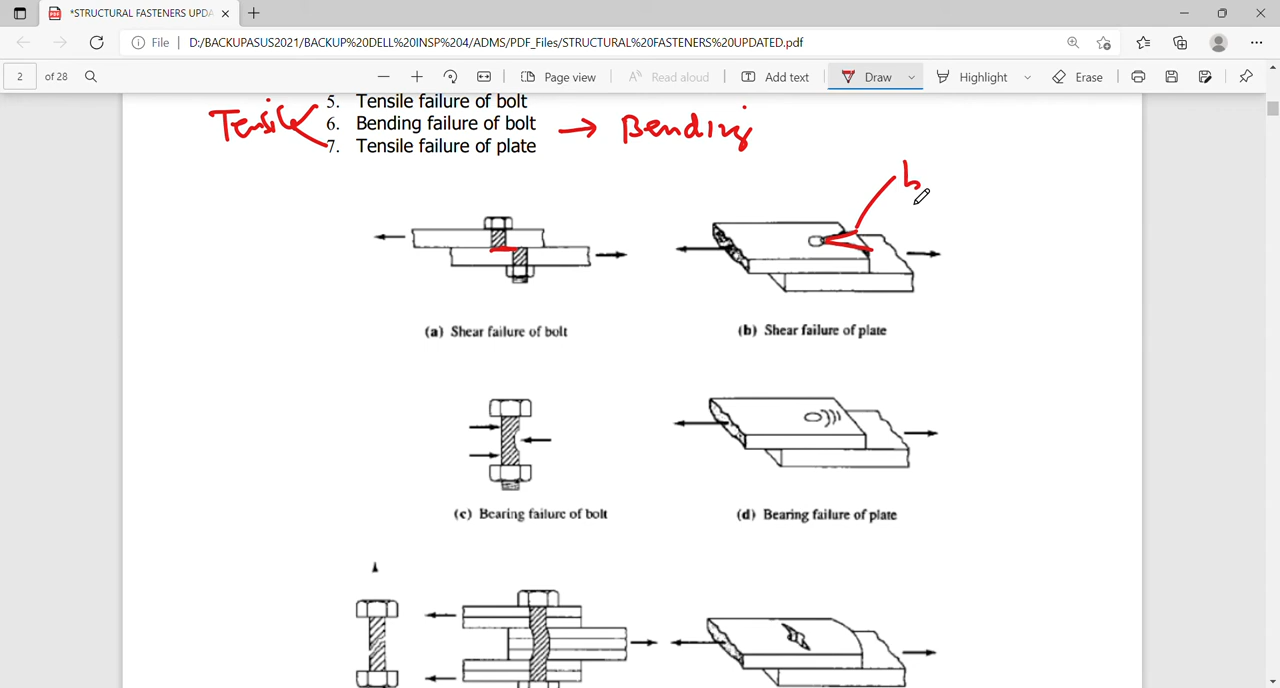 *STRUCTURAL FASTENERS UPDA
File D:/BACKUPASUS2021/BACKUP%20DELL%20INSP%204/ADMS/PDF_Files/STRUCTURAL%20FASTENERS%20UPDATED.pdf
2 of 28 Page view Read aloud Add text Draw Highlight Erase
5. Tensile failure of bolt
Tensile 6. Bending failure of bolt → Bending
7. Tensile failure of plate
b
(a) Shear failure of bolt (b) Shear failure of plate
(c) Bearing failure of bolt (d) Bearing failure of plate